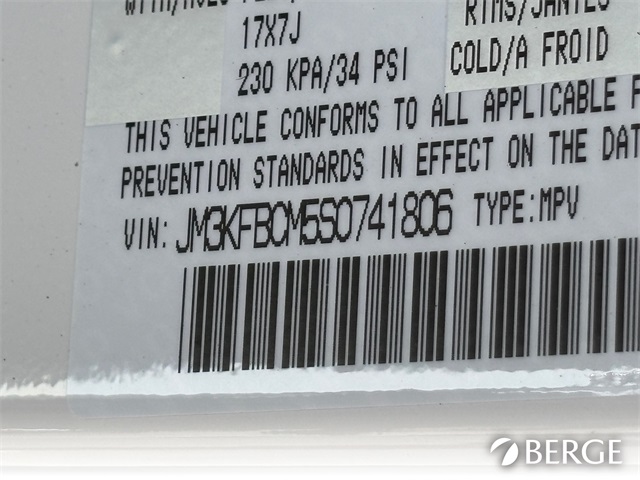 17X7J
230 KPA/34 PSI
RIMS/JANTES
COLD/A FROID
THIS VEHICLE CONFORMS TO ALL APPLICABLE F
PREVENTION STANDARDS IN EFFECT ON THE DAT
VIN: JM3KFBCM5S0741806 TYPE:MPV
BERGE